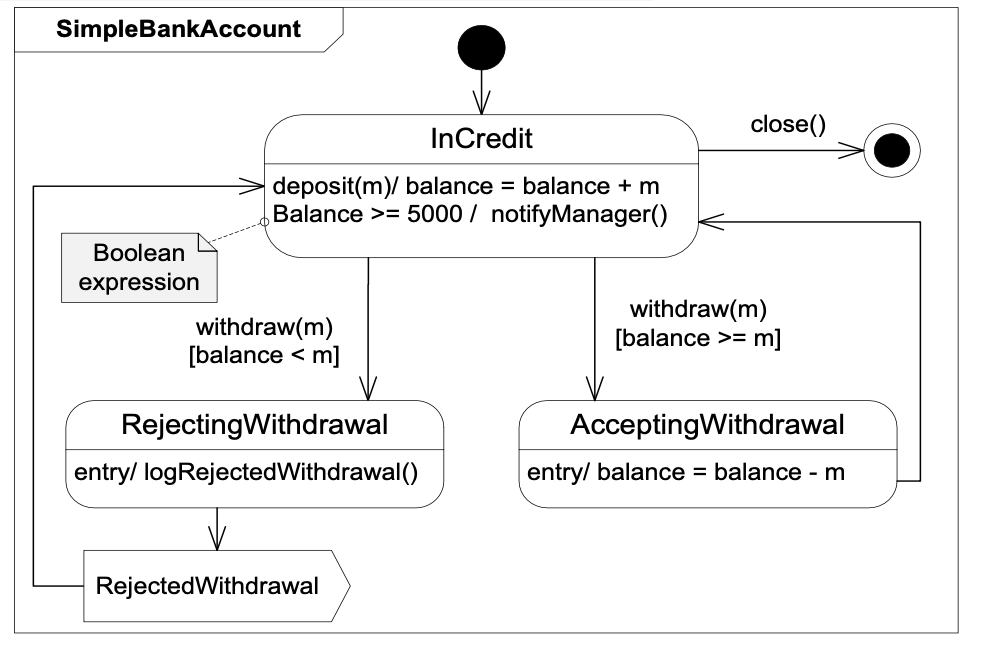 SimpleBankAccount
InCredit
close()
deposit(m)/ balance = balance + m
Balance >= 5000 /  notifyManager()
Boolean
expression
withdraw(m)
[balance < m]
withdraw(m)
[balance >= m]
RejectingWithdrawal
entry/ logRejectedWithdrawal()
AcceptingWithdrawal
entry/ balance = balance - m
RejectedWithdrawal